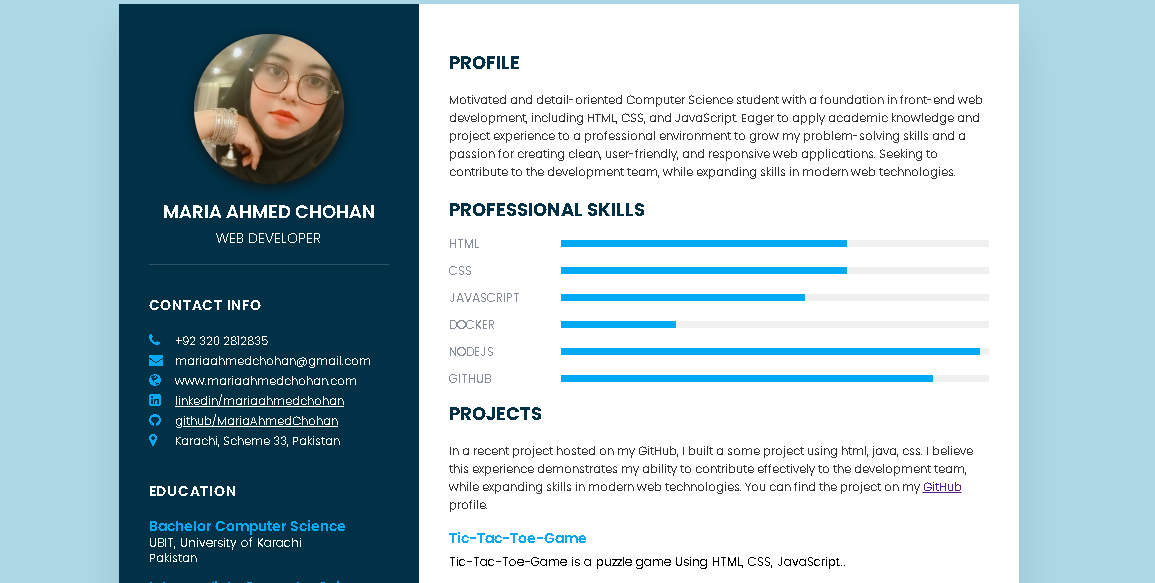 MARIA AHMED CHOHAN
WEB DEVELOPER
CONTACT INFO
+92 320 2812835
mariaahmedchohan@gmail.com
www.mariaahmedchohan.com
linkedin/mariaahmedchohan
github/MariaAhmedChohan
Karachi, Scheme 33, Pakistan
EDUCATION
Bachelor Computer Science
UBIT, University of Karachi
Pakistan
PROFILE
Motivated and detail-oriented Computer Science student with a foundation in front-end web
development, including HTML, CSS, and JavaScript. Eager to apply academic knowledge and
project experience to a professional environment to grow my problem-solving skills and a
passion for creating clean, user-friendly, and responsive web applications. Seeking to
contribute to the development team, while expanding skills in modern web technologies.
PROFESSIONAL SKILLS
HTML
CSS
JAVASCRIPT
DOCKER
NODEJS
GITHUB
PROJECTS
In a recent project hosted on my GitHub, I built a some project using html, java, css. I believe
this experience demonstrates my ability to contribute effectively to the development team,
while expanding skills in modern web technologies. You can find the project on my GitHub
profile.
Tic-Tac-Toe-Game
Tic-Tac-Toe-Game is a puzzle game Using HTML, CSS, JavaScript..